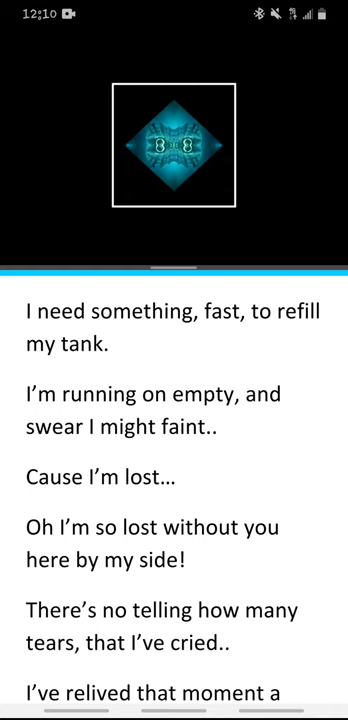 12:10
8 8
I need something, fast, to refill
my tank.
I'm running on empty, and
swear I might faint..
Cause I'm lost...
Oh I'm so lost without you
here by my side!
There's no telling how many
tears, that I've cried..
I've relived that moment a